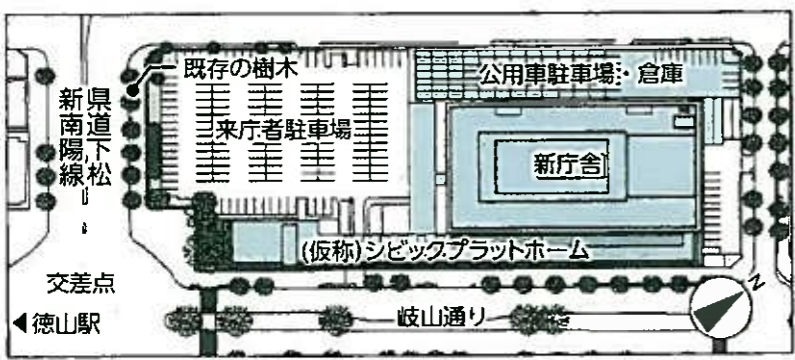 既存の樹木
公用車駐車場・倉庫
県道下松
新南陽線
来庁者駐車場
新庁舎
(仮称)シビックプラットホーム
交差点
◀徳山駅
岐山通り
N